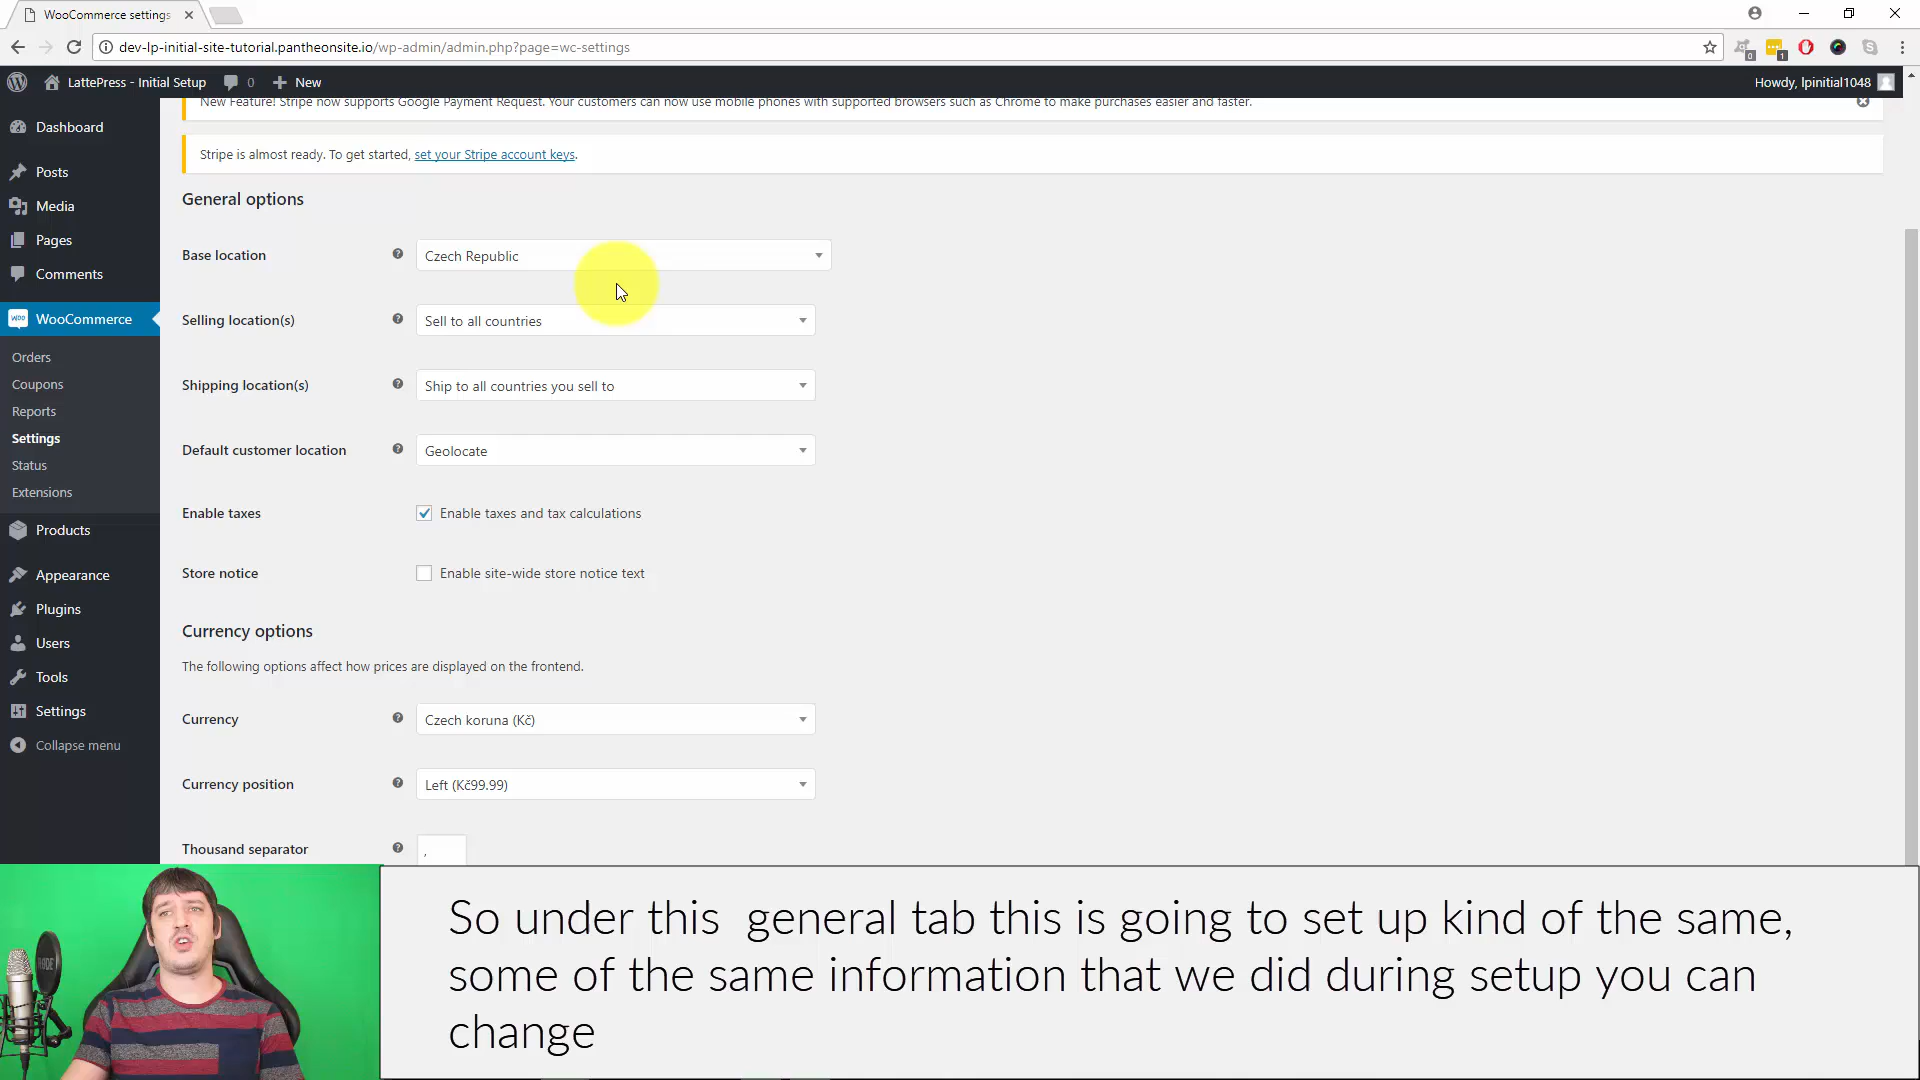 WooCommerce settings
dev-lp-initial-site-tutorial.pantheonsite.io/wp-admin/admin.php?page=wc-settings
0
1
LattePress - Initial Setup
0
New
Howdy, lpinitial1048
New Feature! Stripe now supports Google Payment Request. Your customers can now use mobile phones with supported browsers such as Chrome to make purchases easier and faster.
Stripe is almost ready. To get started, set your Stripe account keys.
Dashboard
Posts
Media
Pages
Comments
WooCommerce
Orders
Coupons
Reports
Settings
Status
Extensions
Products
Appearance
Plugins
Users
Tools
Settings
Collapse menu
General options
Base location
Czech Republic
Selling location(s)
Sell to all countries
Shipping location(s)
Ship to all countries you sell to
Default customer location
Geolocate
Enable taxes
Enable taxes and tax calculations
Store notice
Enable site-wide store notice text
Currency options
The following options affect how prices are displayed on the frontend.
Currency
Czech koruna (Kč)
Currency position
Left (Kč99.99)
Thousand separator
,
RODE
So under this general tab this is going to set up kind of the same,
some of the same information that we did during setup you can
change